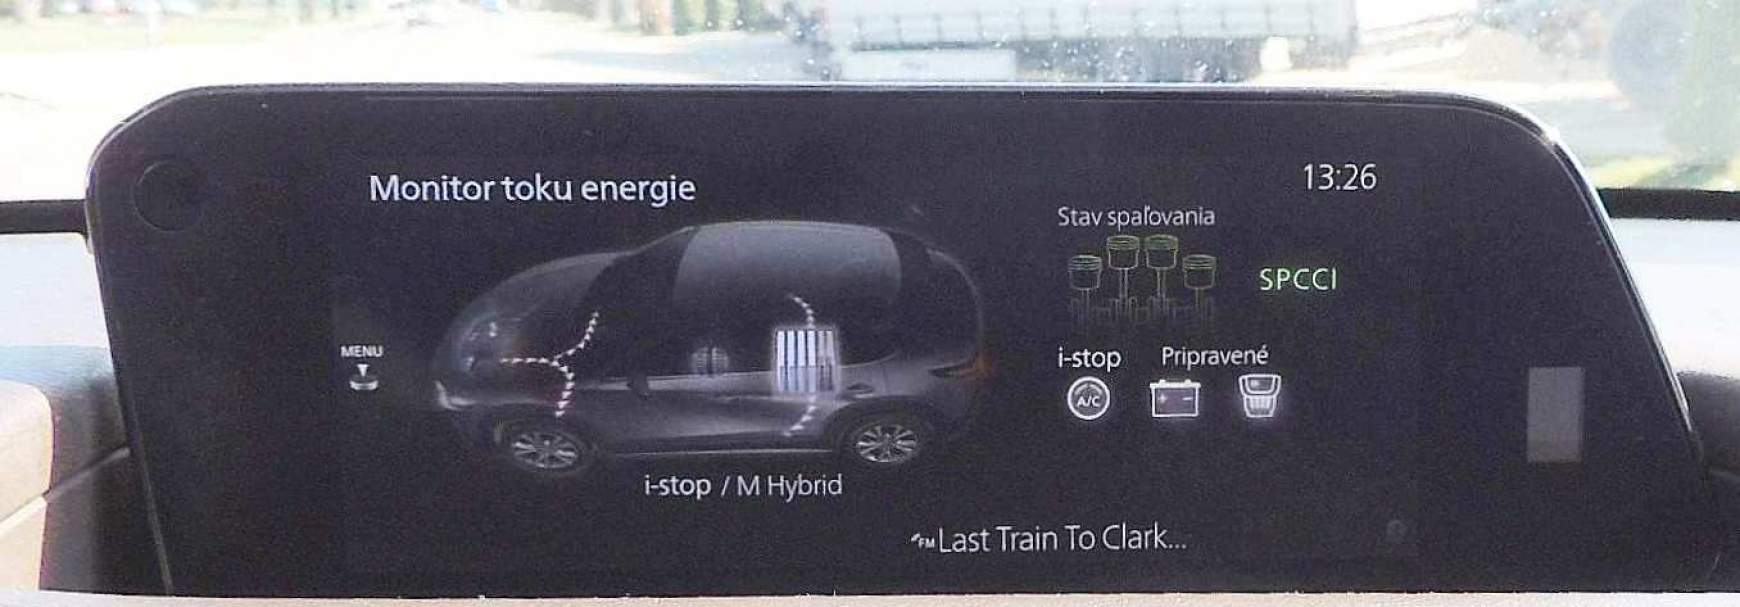 Monitor toku energie
13:26
Stav spaľovania
SPCCI
MENU
i-stop
Pripravené
A/C
i-stop / M Hybrid
FM Last Train To Clark...